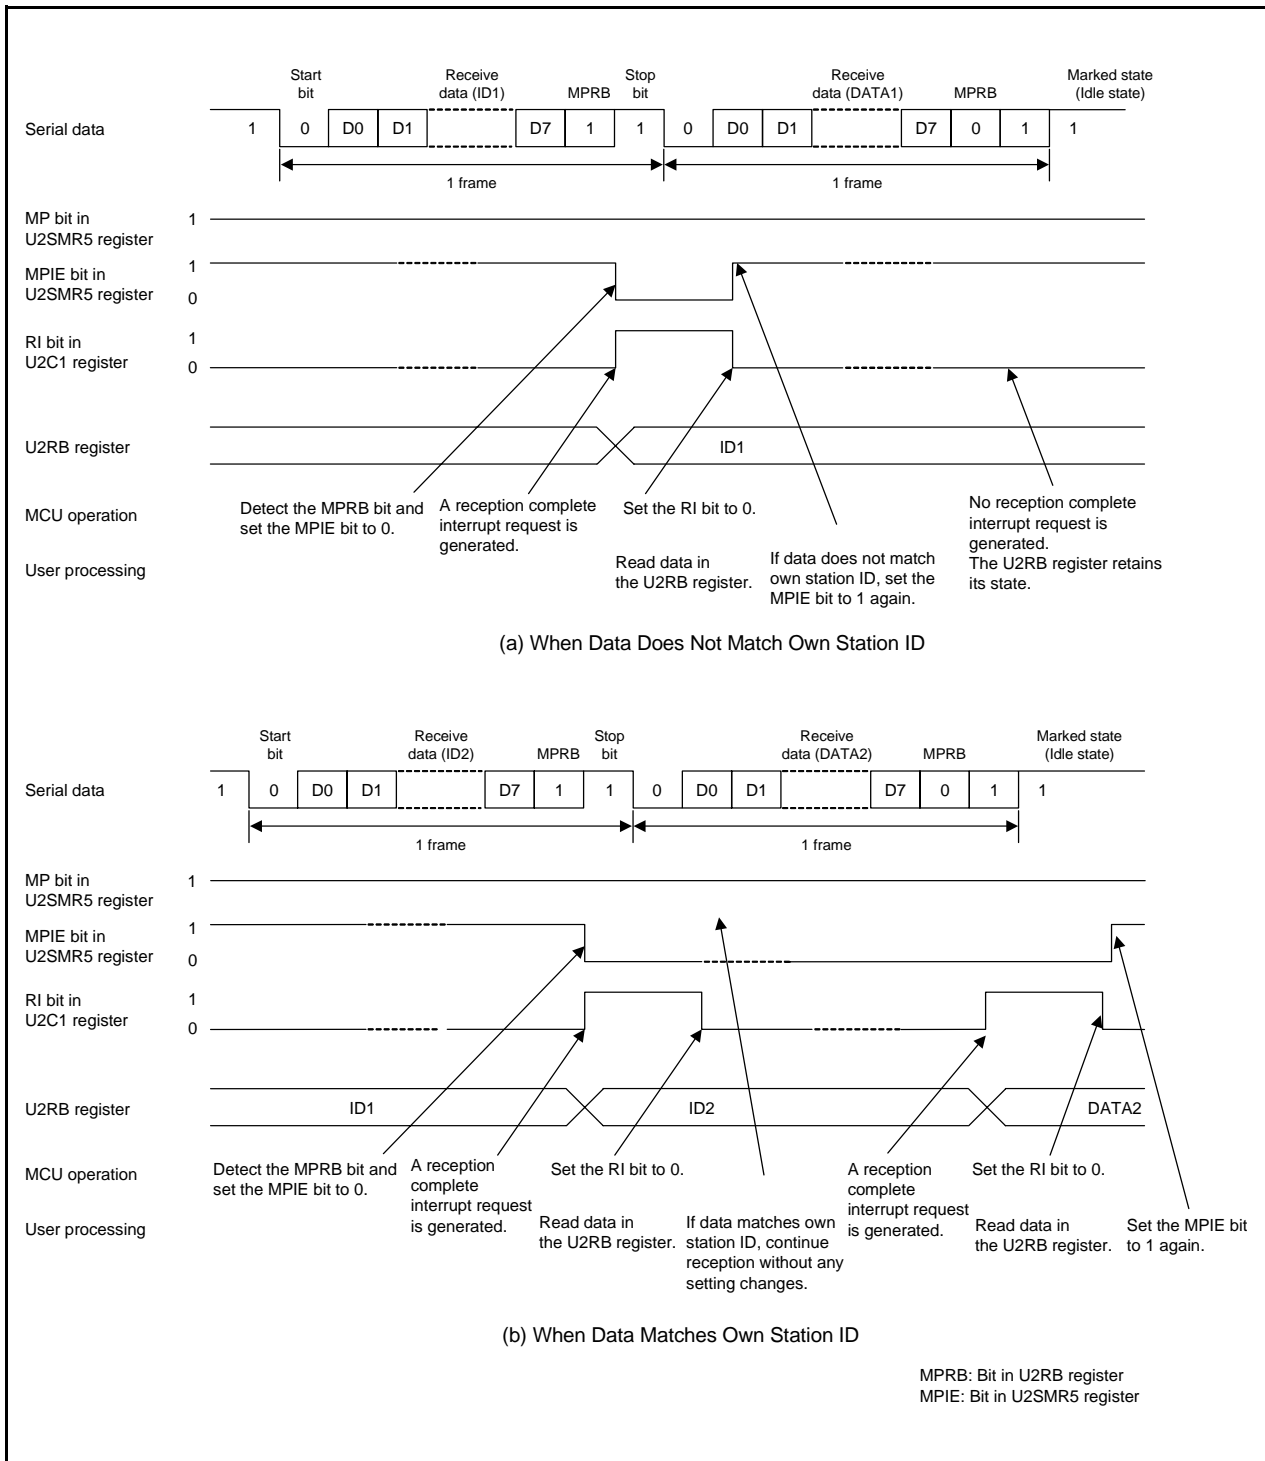 Start
bit
Receive
data (ID1)
MPRB
Stop
bit
Receive
data (DATA1)
MPRB
Marked state
(Idle state)
Serial data
1 0 D0 D1 D7 1 1 0 D0 D1 D7 0 1 1
1 frame
1 frame
MP bit in
U2SMR5 register
1
MPIE bit in
U2SMR5 register
1
0
RI bit in
U2C1 register
1
0
U2RB register
ID1
MCU operation
Detect the MPRB bit and
set the MPIE bit to 0.
A reception complete
interrupt request is
generated.
Set the RI bit to 0.
No reception complete
interrupt request is
generated.
The U2RB register retains
its state.
User processing
Read data in
the U2RB register.
If data does not match
own station ID, set the
MPIE bit to 1 again.
(a) When Data Does Not Match Own Station ID
Start
bit
Receive
data (ID2)
MPRB
Stop
bit
Receive
data (DATA2)
MPRB
Marked state
(Idle state)
Serial data
1 0 D0 D1 D7 1 1 0 D0 D1 D7 0 1 1
1 frame
1 frame
MP bit in
U2SMR5 register
1
MPIE bit in
U2SMR5 register
1
0
RI bit in
U2C1 register
1
0
U2RB register
ID1
ID2
DATA2
MCU operation
Detect the MPRB bit and
set the MPIE bit to 0.
A reception
complete
interrupt request
is generated.
Set the RI bit to 0.
A reception
complete
interrupt request
is generated.
Set the RI bit to 0.
User processing
Read data in
the U2RB register.
If data matches own
station ID, continue
reception without any
setting changes.
Read data in
the U2RB register.
Set the MPIE bit
to 1 again.
(b) When Data Matches Own Station ID
MPRB: Bit in U2RB register
MPIE: Bit in U2SMR5 register